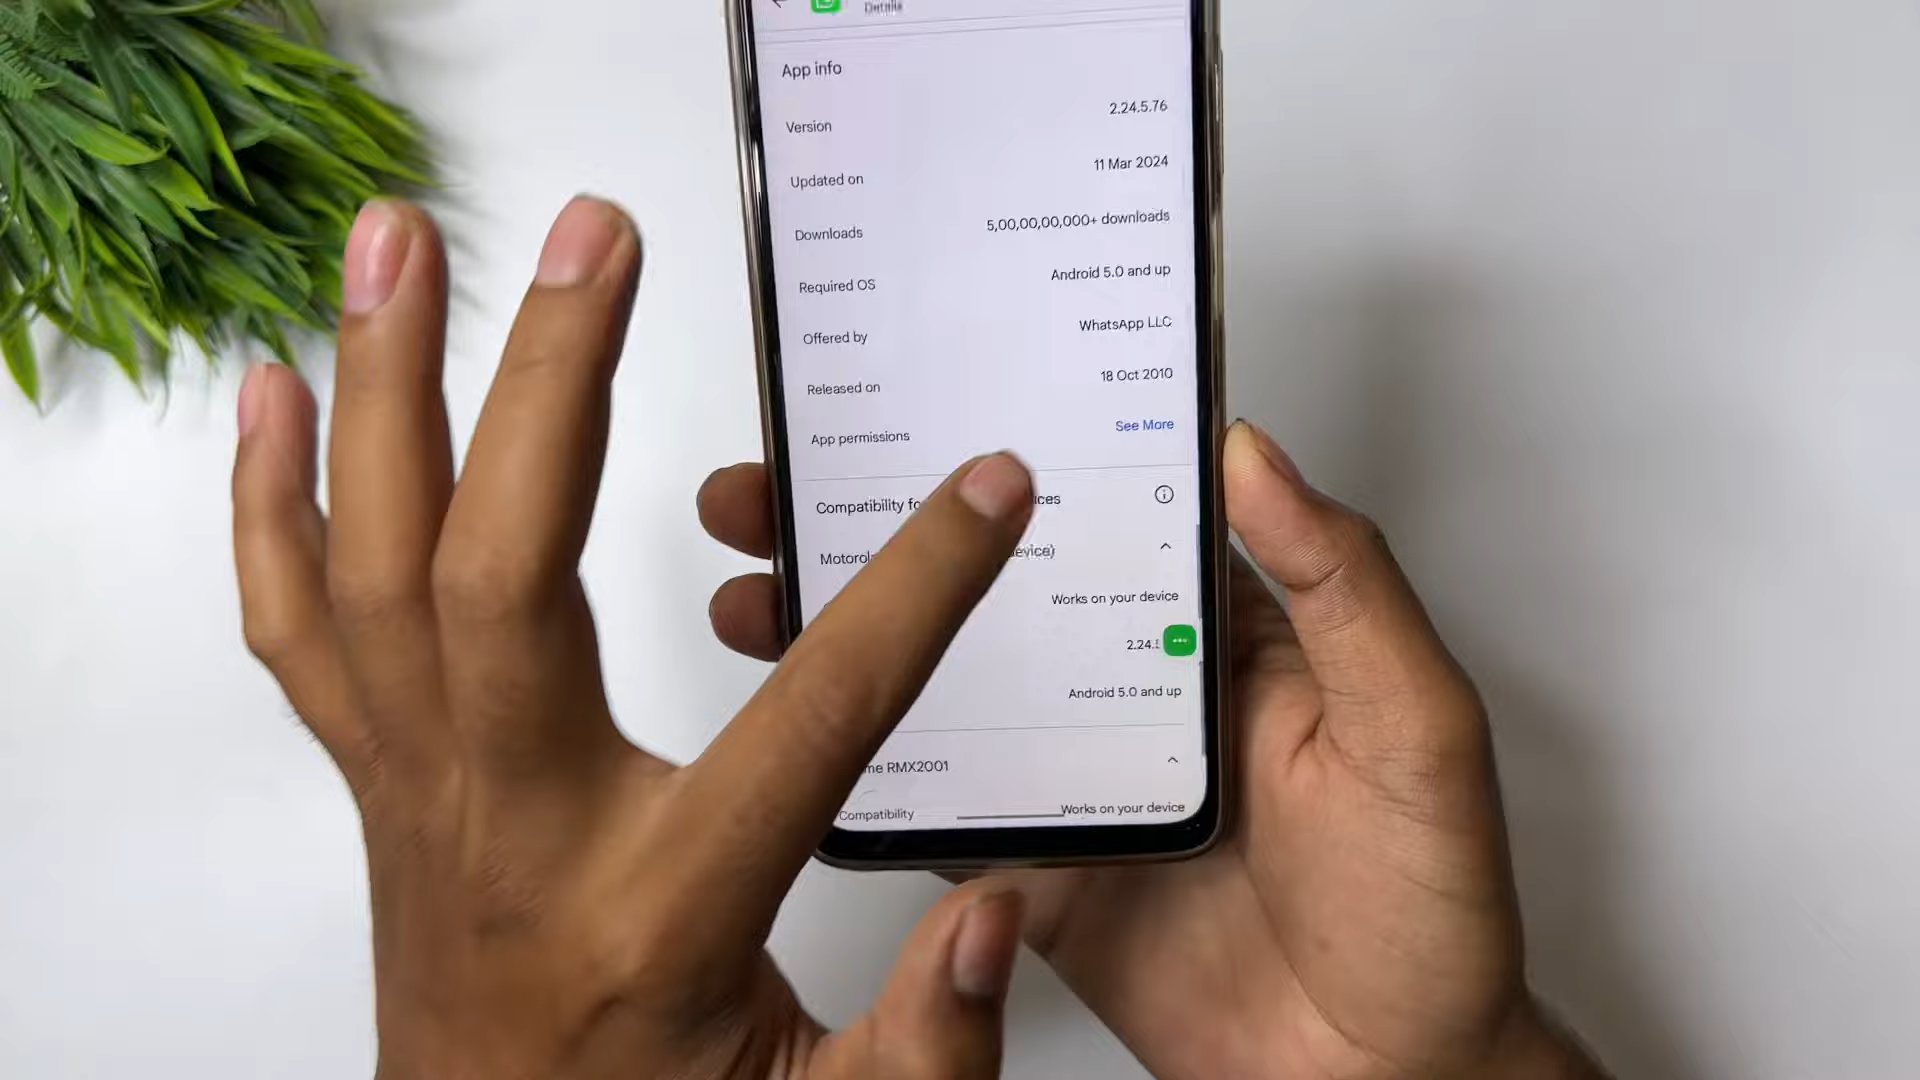 Details
App info
Version 2.24.5.76
Updated on 11 Mar 2024
Downloads 5,00,00,00,000+ downloads
Required OS Android 5.0 and up
Offered by WhatsApp LLC
Released on 18 Oct 2010
App permissions See More
Compatibility
Works on your device
2.24.
Android 5.0 and up
RMX2001
Compatibility Works on your device